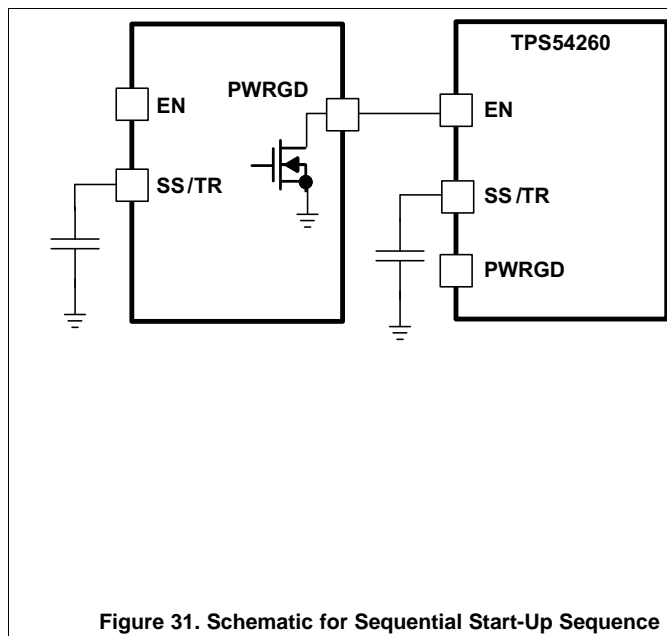 TPS54260
PWRGD
EN
EN
SS/TR
SS/TR
PWRGD
Figure 31. Schematic for Sequential Start-Up Sequence